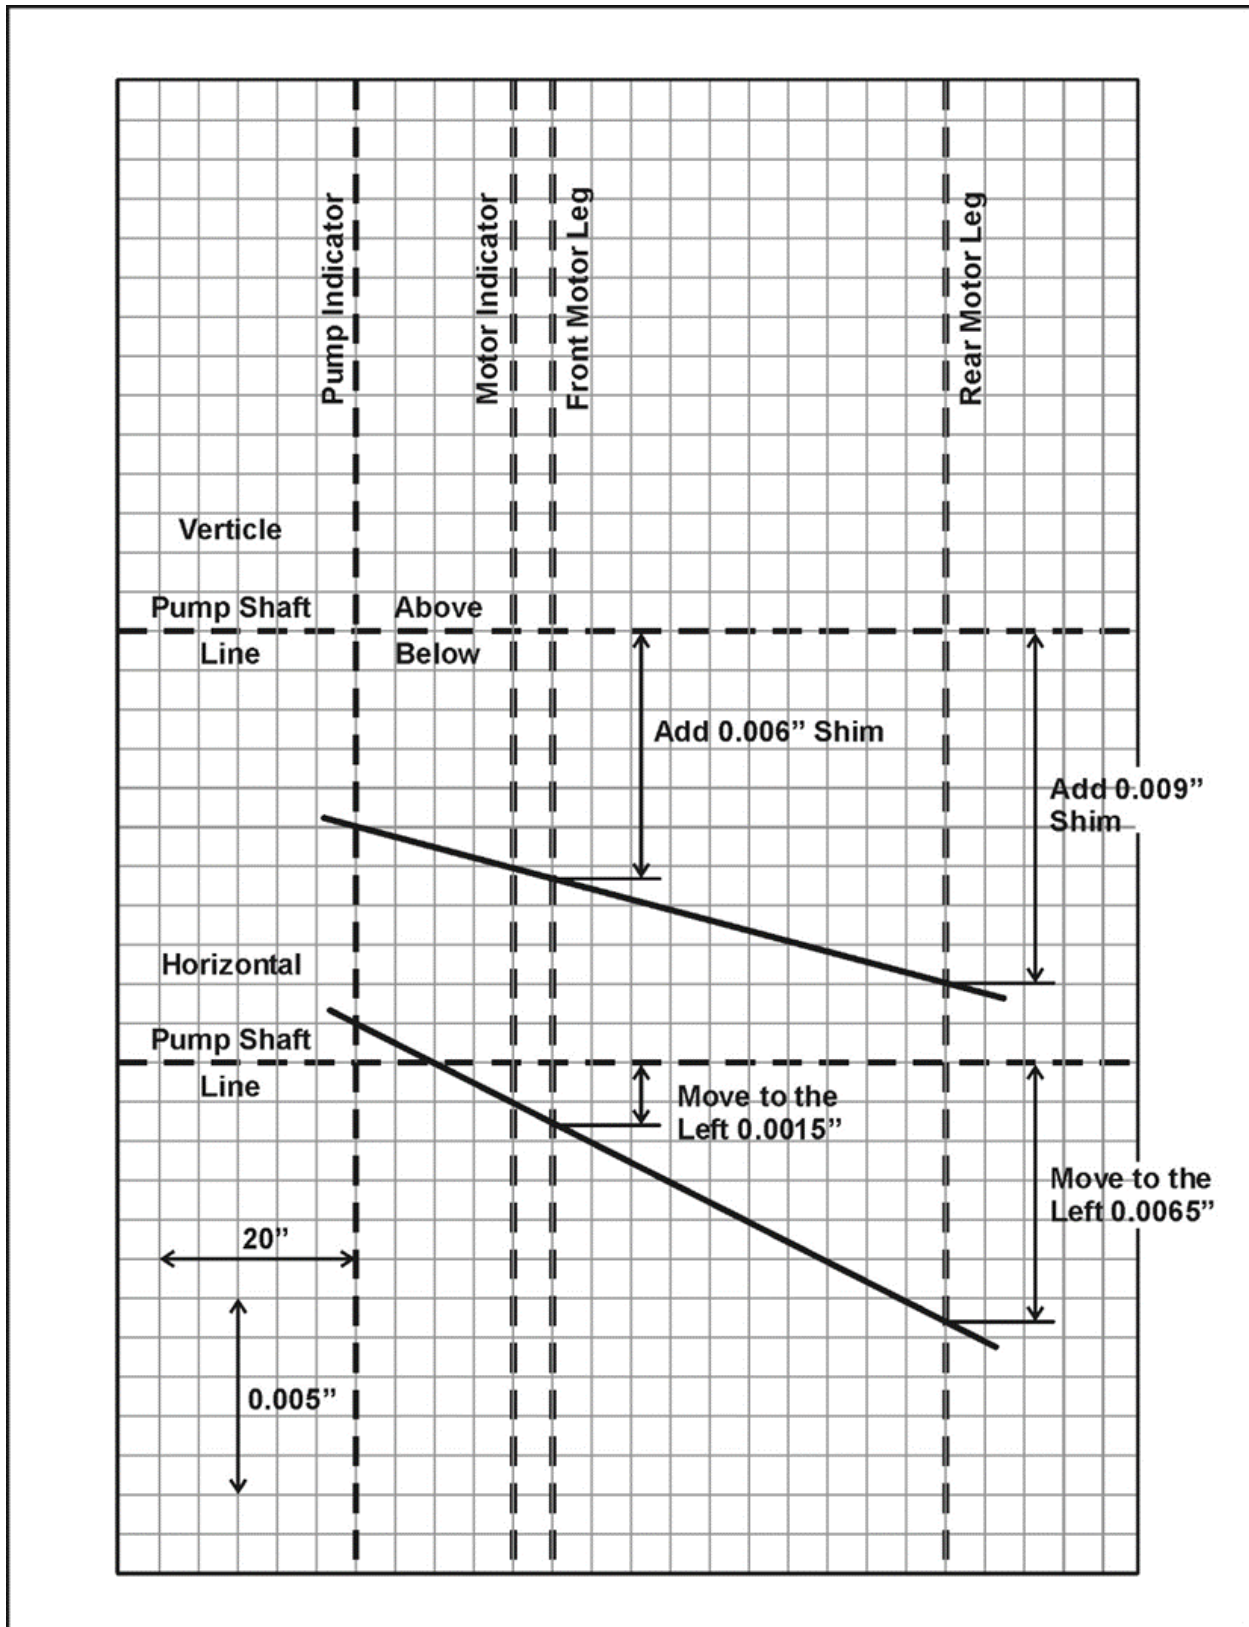 Pump Indicator
Motor Indicator
Front Motor Leg
Rear Motor Leg
Verticle
Pump Shaft
Line
Above
Below
Add 0.006” Shim
Add 0.009”
Shim
Horizontal
Pump Shaft
Line
Move to the
Left 0.0015”
Move to the
Left 0.0065”
20”
0.005”